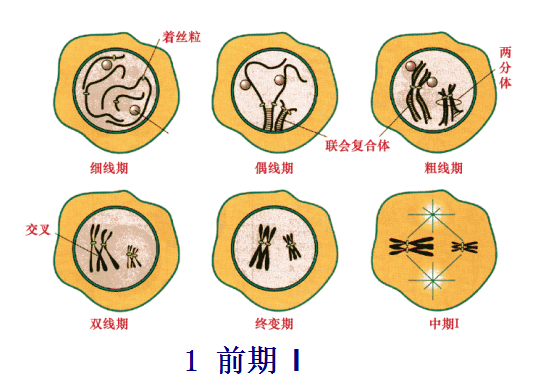 着丝粒
两分体
联会复合体
细线期
偶线期
粗线期
交叉
双线期
终变期
中期I
1 前期 I